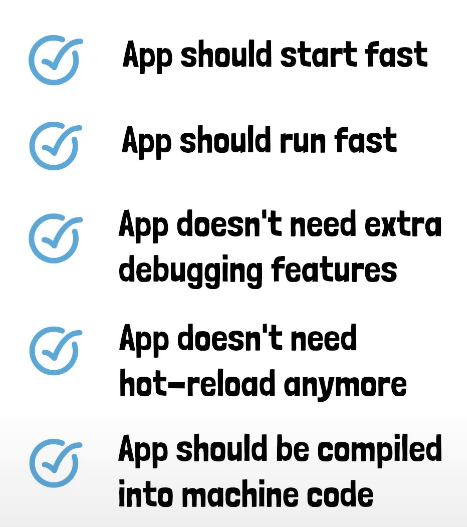 App should start fast
App should run fast
App doesn't need extra
debugging features
App doesn't need
hot-reload anymore
App should be compiled
into machine code